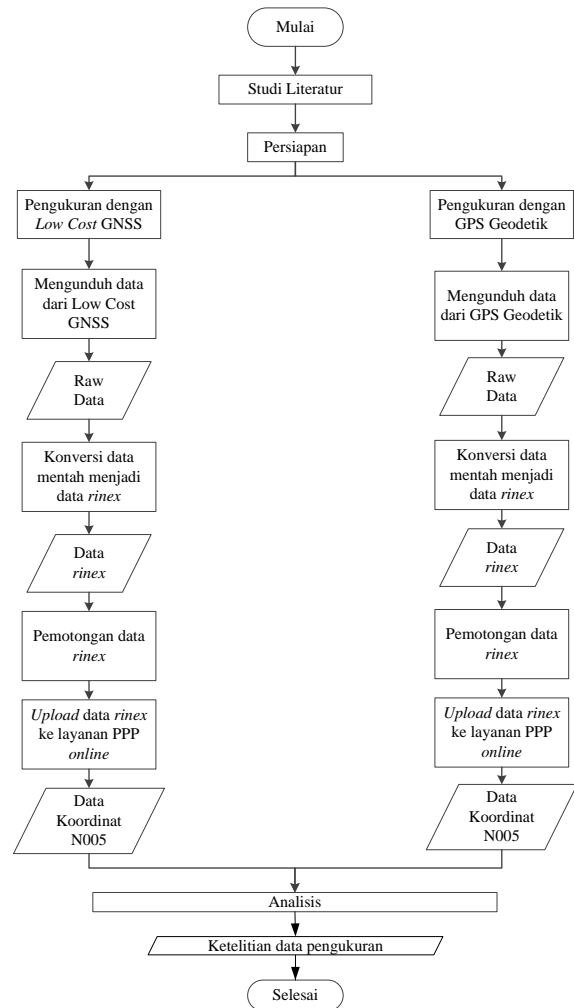 Mulai
Studi Literatur
Persiapan
Pengukuran dengan
Low Cost GNSS
Mengunduh data
dari Low Cost
GNSS
Raw
Data
Konversi data
mentah menjadi
data rinex
Data
rinex
Pemotongan data
rinex
Upload data rinex
ke layanan PPP
online
Data
Koordinat
N005
Pengukuran dengan
GPS Geodetik
Mengunduh data
dari GPS Geodetik
Raw
Data
Konversi data
mentah menjadi
data rinex
Data
rinex
Pemotongan data
rinex
Upload data rinex
ke layanan PPP
online
Data
Koordinat
N005
Analisis
Ketelitian data pengukuran
Selesai